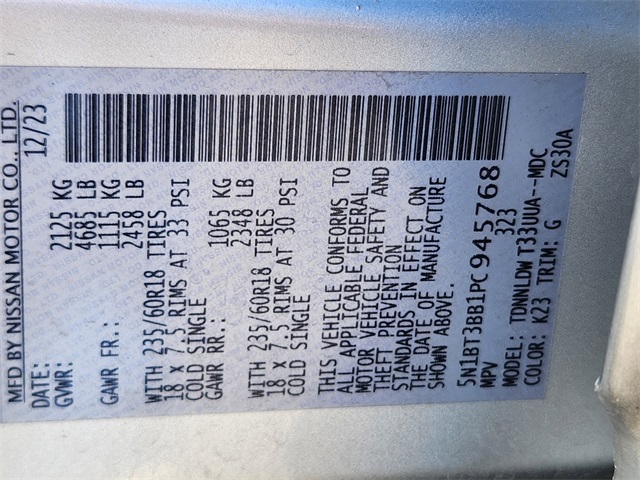 MFD BY NISSAN MOTOR CO., LTD.
DATE: 12/23
GVWR: 2125 KG
4685 LB
GAWR FR.: 1115 KG
2458 LB
WITH 235/60R18 TIRES
18 x 7.5 RIMS AT 33 PSI
COLD SINGLE
GAWR RR.: 1065 KG
2348 LB
WITH 235/60R18 TIRES
18 x 7.5 RIMS AT 30 PSI
COLD SINGLE
THIS VEHICLE CONFORMS TO
ALL APPLICABLE FEDERAL
MOTOR VEHICLE SAFETY AND
THEFT PREVENTION
STANDARDS IN EFFECT ON
THE DATE OF MANUFACTURE
SHOWN ABOVE.
5N1BT3BB1PC945768
MPV 323
MODEL: TDNNLDWT33UUA--MDC
COLOR: K23 TRIM: G ZS30A